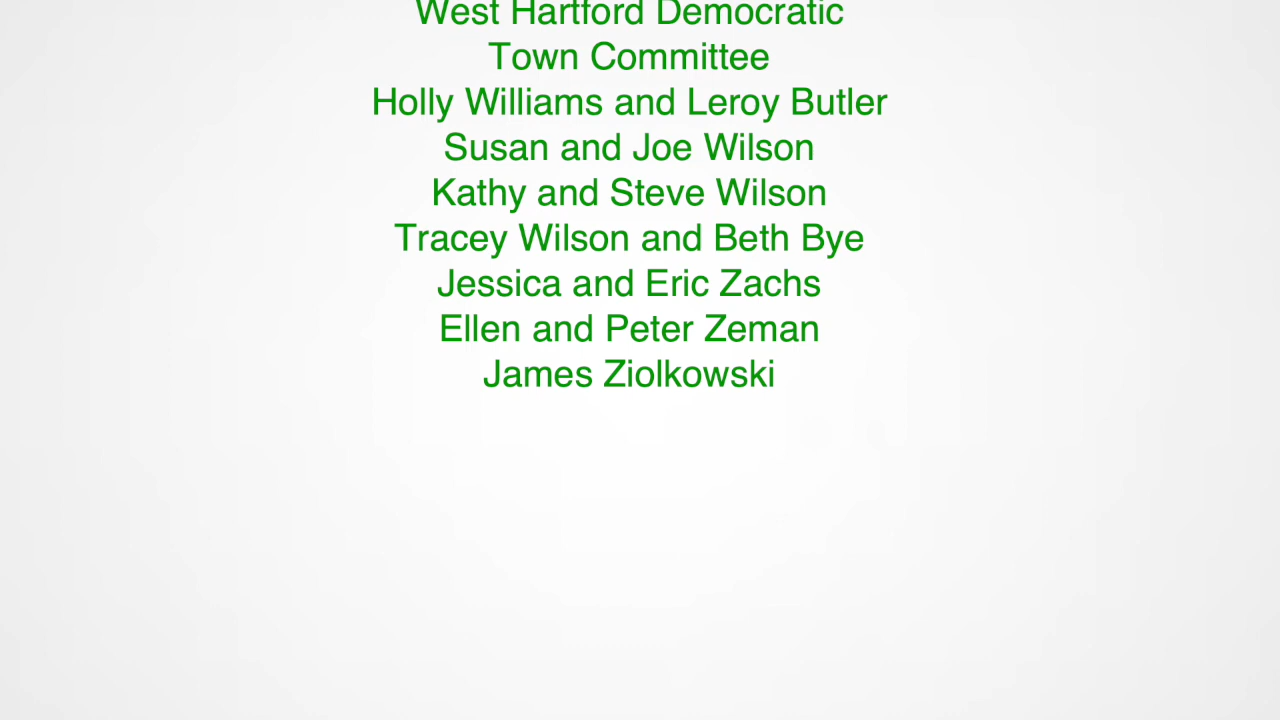 West Hartford Democratic
Town Committee
Holly Williams and Leroy Butler
Susan and Joe Wilson
Kathy and Steve Wilson
Tracey Wilson and Beth Bye
Jessica and Eric Zachs
Ellen and Peter Zeman
James Ziolkowski